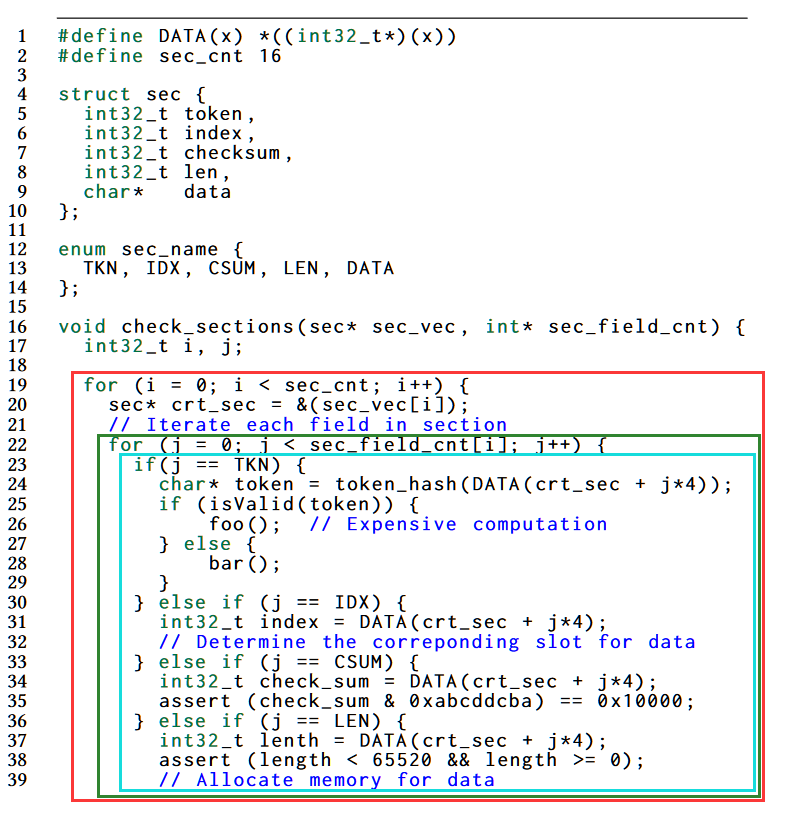 1 #define DATA(x) *((int32_t*)(x))
2 #define sec_cnt 16
3
4 struct sec {
5   int32_t token,
6   int32_t index,
7   int32_t checksum,
8   int32_t len,
9   char*   data
10 };
11
12 enum sec_name {
13   TKN, IDX, CSUM, LEN, DATA
14 };
15
16 void check_sections(sec* sec_vec, int* sec_field_cnt) {
17   int32_t i, j;
18
19   for (i = 0; i < sec_cnt; i++) {
20     sec* crt_sec = &(sec_vec[i]);
21     // Iterate each field in section
22     for (j = 0; j < sec_field_cnt[i]; j++) {
23       if(j == TKN) {
24         char* token = token_hash(DATA(crt_sec + j*4));
25         if (isValid(token)) {
26             foo();  // Expensive computation
27         } else {
28             bar();
29         }
30       } else if (j == IDX) {
31         int32_t index = DATA(crt_sec + j*4);
32         // Determine the correponding slot for data
33       } else if (j == CSUM) {
34         int32_t check_sum = DATA(crt_sec + j*4);
35         assert (check_sum & 0xabcddcba) == 0x10000;
36       } else if (j == LEN) {
37         int32_t lenth = DATA(crt_sec + j*4);
38         assert (length < 65520 && length >= 0);
39         // Allocate memory for data